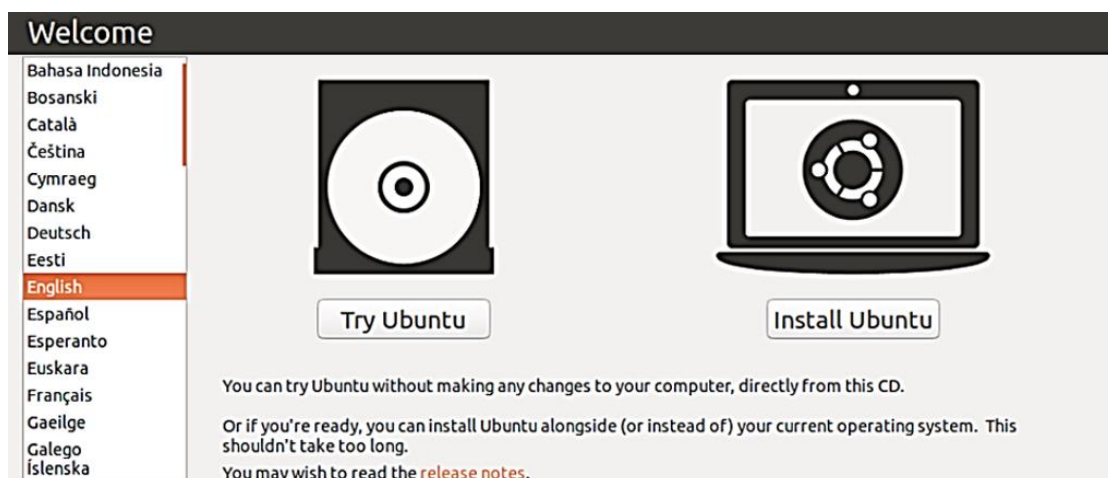 Welcome
Bahasa Indonesia
Bosanski
Català
Čeština
Cymraeg
Dansk
Deutsch
Eesti
English
Español
Esperanto
Euskara
Français
Gaeilge
Galego
Íslenska
Try Ubuntu
Install Ubuntu
You can try Ubuntu without making any changes to your computer, directly from this CD.
Or if you're ready, you can install Ubuntu alongside (or instead of) your current operating system. This
shouldn't take too long.
You may wish to read the release notes.